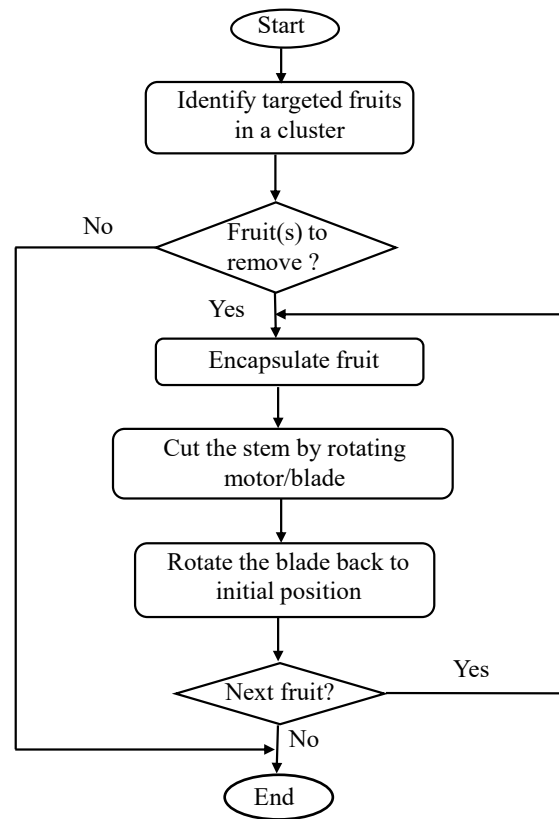 Start
Identify targeted fruits
in a cluster
No
Fruit(s) to
remove ?
Yes
Encapsulate fruit
Cut the stem by rotating
motor/blade
Rotate the blade back to
initial position
Yes
Next fruit?
No
End